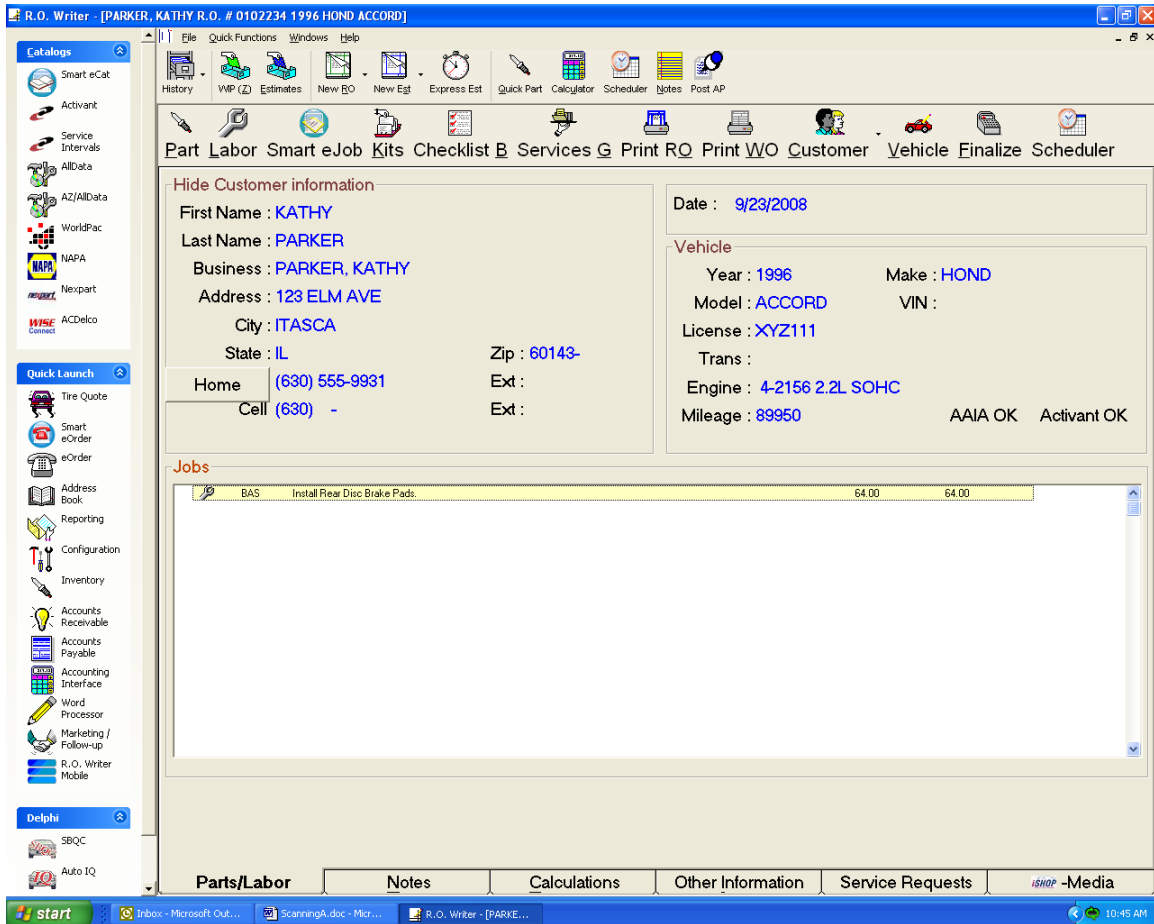 R.O. Writer - [PARKER, KATHY R.O. # 0102234 1996 HOND ACCORD]
File Quick Functions Windows Help
History WIP (Z) Estimates New RO New Est Express Est Quick Part Calculator Scheduler Notes Post AP
Part Labor Smart eJob Kits Checklist B Services G Print RO Print WO Customer Vehicle Finalize Scheduler
Catalogs
Smart eCat
Activant
Service
Intervals
AllData
AZ/AllData
WorldPac
NAPA
NAPA
nexpart
Nexpart
WISE
Connect
ACDelco
Quick Launch
Tire Quote
Smart
eOrder
eOrder
Address
Book
Reporting
Configuration
Inventory
Accounts
Receivable
Accounts
Payable
Accounting
Interface
Word
Processor
Marketing /
Follow-up
R.O. Writer
Mobile
Delphi
SBQC
IQ
Auto IQ
Hide Customer information
First Name : KATHY
Last Name : PARKER
Business : PARKER, KATHY
Address : 123 ELM AVE
City : ITASCA
State : IL Zip : 60143-
Home (630) 555-9931 Ext :
Cell (630) - Ext :
Date : 9/23/2008
Vehicle
Year : 1996 Make : HOND
Model : ACCORD VIN :
License : XYZ111
Trans :
Engine : 4-2156 2.2L SOHC
Mileage : 89950 AAIA OK Activant OK
Jobs
BAS Install Rear Disc Brake Pads. 64.00 64.00
Parts/Labor Notes Calculations Other Information Service Requests iSHOP -Media
start Inbox - Microsoft Out... ScanningA.doc - Micr... R.O. Writer - [PARKE... 10:45 AM